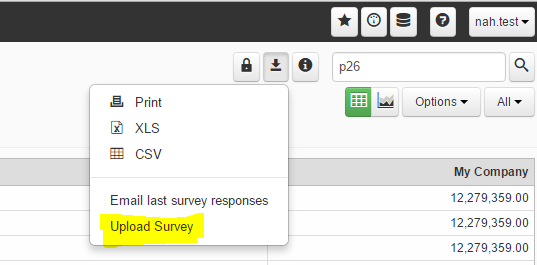 nah.test
p26
Options
All
Print
XLS
CSV
Email last survey responses
Upload Survey
My Company
12,279,359.00
12,279,359.00
12,279,359.00